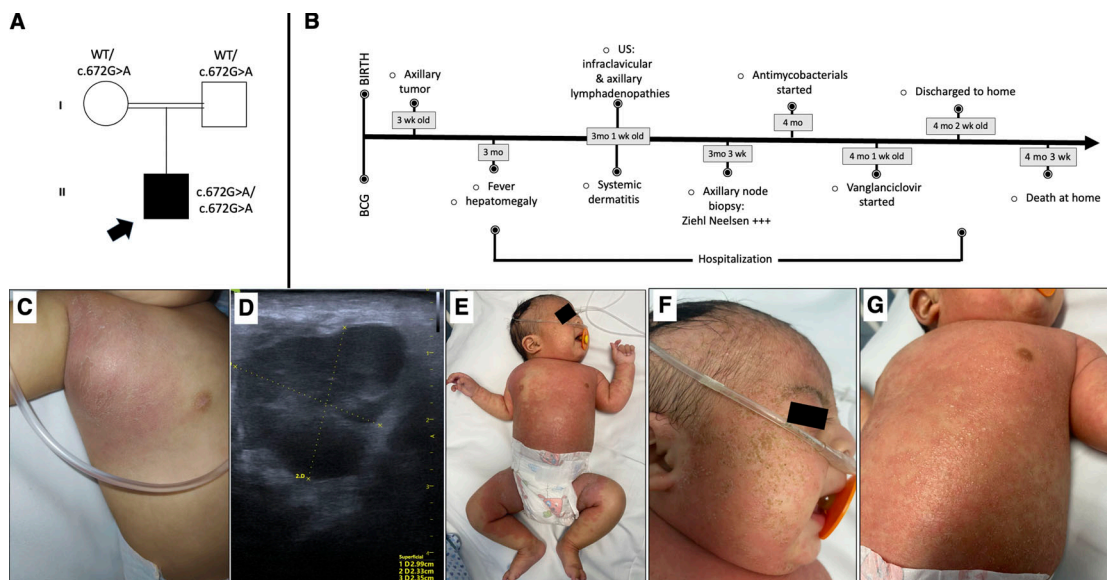 A
WT/
c.672G>A
WT/
c.672G>A
I
II
c.672G>A/
c.672G>A
B
BIRTH
BCG
Axillary
tumor
3 wk old
3 mo
Fever
hepatomegaly
US:
infraclavicular
& axillary
lymphadenopathies
3mo 1 wk old
Systemic
dermatitis
3mo 3 wk
Axillary node
biopsy:
Ziehl Neelsen +++
Antimycobacterials
started
4 mo
4 mo 1 wk old
Vanglanciclovir
started
Discharged to home
4 mo 2 wk old
4 mo 3 wk
Death at home
Hospitalization
C
D
2.D
Superficial
1 D2.99cm
2 D2.33cm
3 D2.35cm
E
F
G